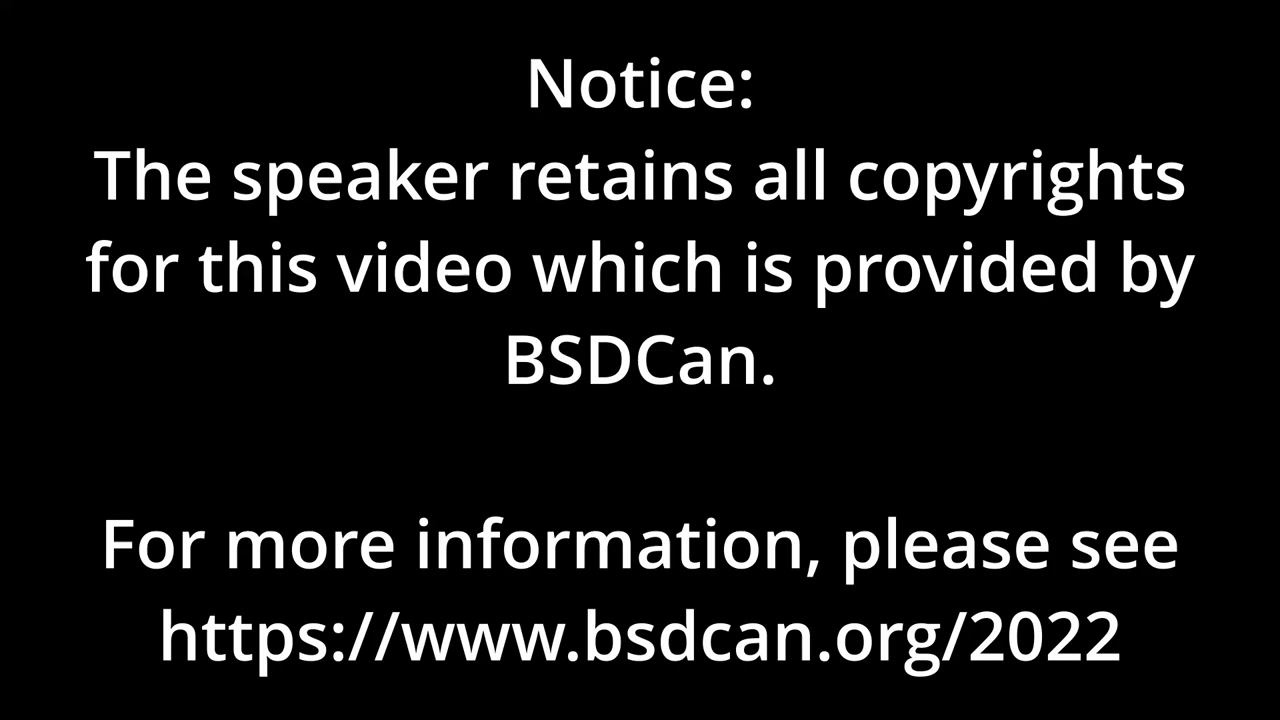 Notice:
The speaker retains all copyrights
for this video which is provided by
BSDCan.
For more information, please see
https://www.bsdcan.org/2022